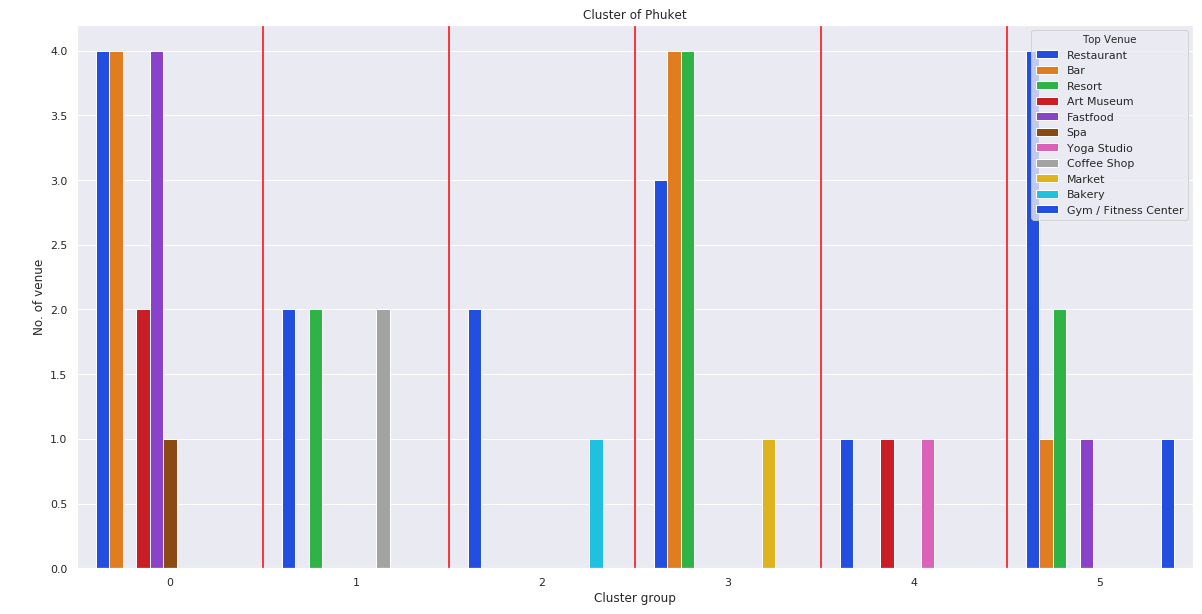 Cluster of Phuket
Top Venue
Restaurant
Bar
Resort
Art Museum
Fastfood
Spa
Yoga Studio
Coffee Shop
Market
Bakery
Gym / Fitness Center
No. of venue
4.0
3.5
3.0
2.5
2.0
1.5
1.0
0.5
0.0
0 1 2 3 4 5
Cluster group